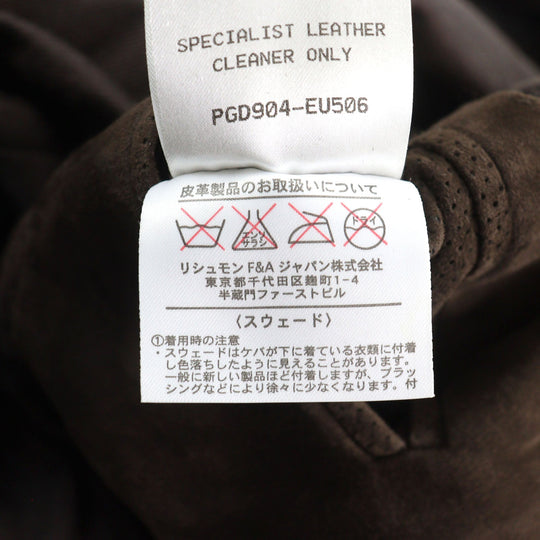 SPECIALIST LEATHER
CLEANER ONLY
PGD904-EU506
皮革製品のお取扱いについて
エンソ サラシ ドライ
リシュモン F&A ジャパン株式会社
東京都千代田区麹町1-4
半蔵門ファーストビル
〈スウェード〉
①着用時の注意
・スウェードはケバが下に着ている衣類に付着
し色落ちしたように見えることがあります。
一般に新しい製品ほど付着しますが、ブラッ
シングなどにより徐々に少なくなります。付